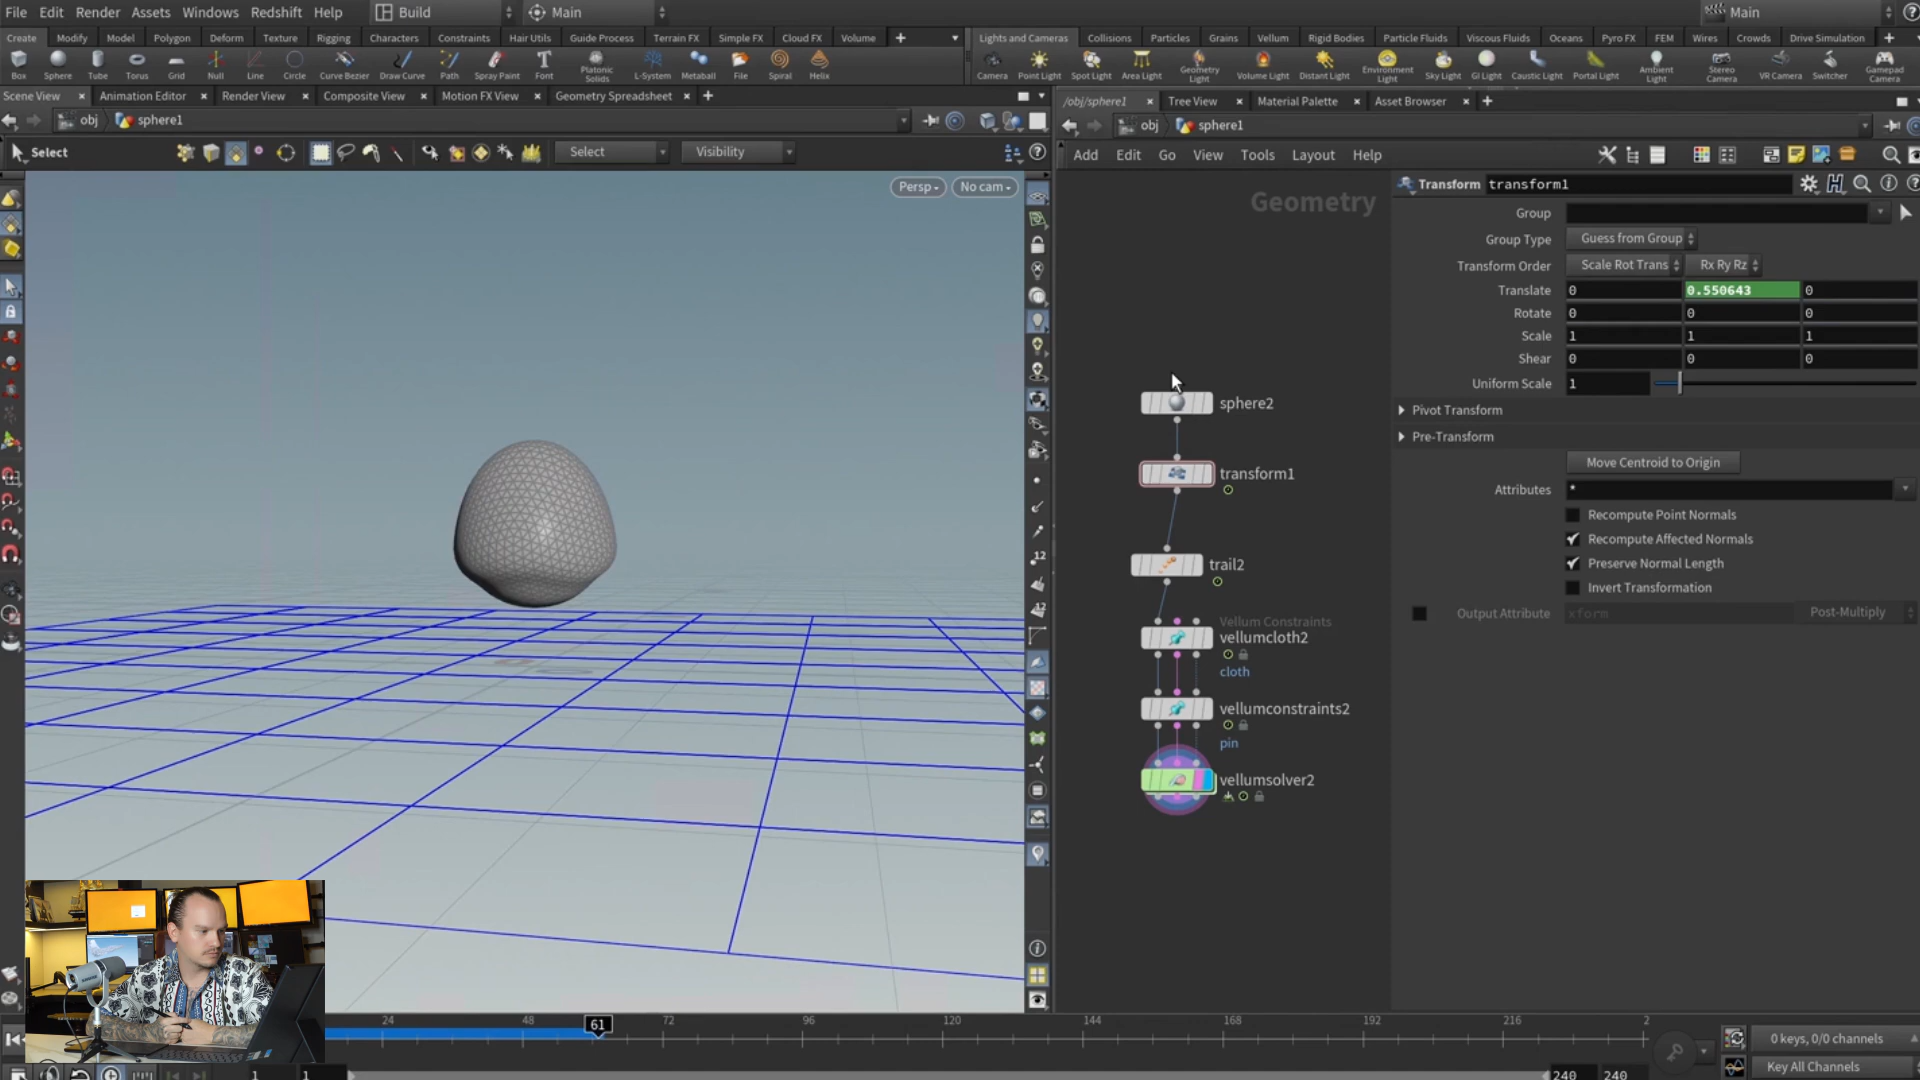 File Edit Render Assets Windows Redshift Help Build Main Main
Create Modify Model Polygon Deform Texture Rigging Characters Constraints Hair Utils Guide Process Terrain FX Simple FX Cloud FX Volume
Lights and Cameras Collisions Particles Grains Vellum Rigid Bodies Particle Fluids Viscous Fluids Oceans Pyro FX FEM Wires Crowds Drive Simulation
Box Sphere Tube Torus Grid Null Line Circle Curve Bezier Draw Curve Path Spray Paint Font Platonic Solids L-System Metaball File Spiral Helix
Camera Point Light Spot Light Area Light Geometry Light Volume Light Distant Light Environment Light Sky Light GI Light Caustic Light Portal Light Ambient Light Stereo Camera VR Camera Switcher Gamepad Camera
Scene View Animation Editor Render View Composite View Motion FX View Geometry Spreadsheet
/obj/sphere1 Tree View Material Palette Asset Browser
obj sphere1
obj sphere1
Select Select Visibility
Add Edit Go View Tools Layout Help
Persp No cam
Geometry
Transform transform1
Group
Group Type Guess from Group
Transform Order Scale Rot Trans Rx Ry Rz
Translate 0 0.550643 0
Rotate 0 0 0
Scale 1 1 1
Shear 0 0 0
Uniform Scale 1
Pivot Transform
Pre-Transform
Move Centroid to Origin
Attributes *
Recompute Point Normals
Recompute Affected Normals
Preserve Normal Length
Invert Transformation
Output Attribute xform Post-Multiply
sphere2
transform1
trail2
Vellum Constraints
vellumcloth2
cloth
vellumconstraints2
pin
vellumsolver2
12
12
24 48 61 72 96 120 144 168 192 216 2
0 keys, 0/0 channels
1 1 240 240
Key All Channels